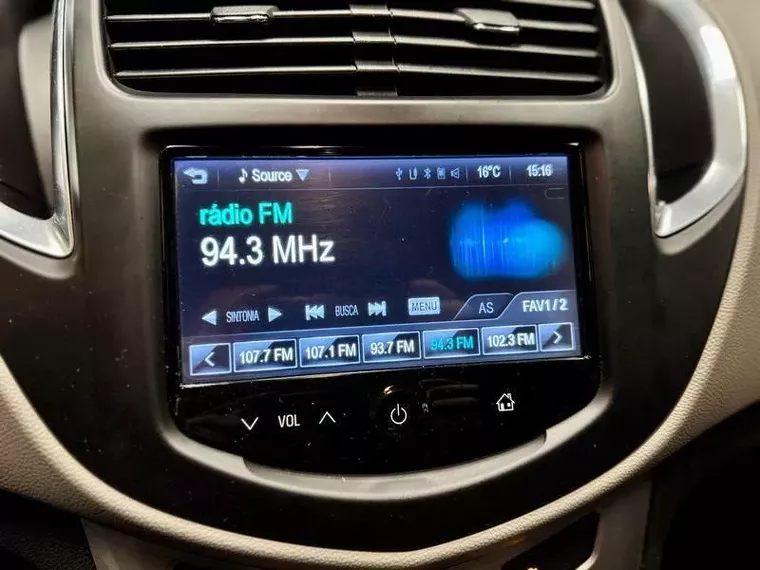 Source 16°C 15:16
rádio FM
94.3 MHz
SINTONIA BUSCA MENU AS FAV1/2
107.7 FM 107.1 FM 93.7 FM 94.3 FM 102.3 FM
VOL